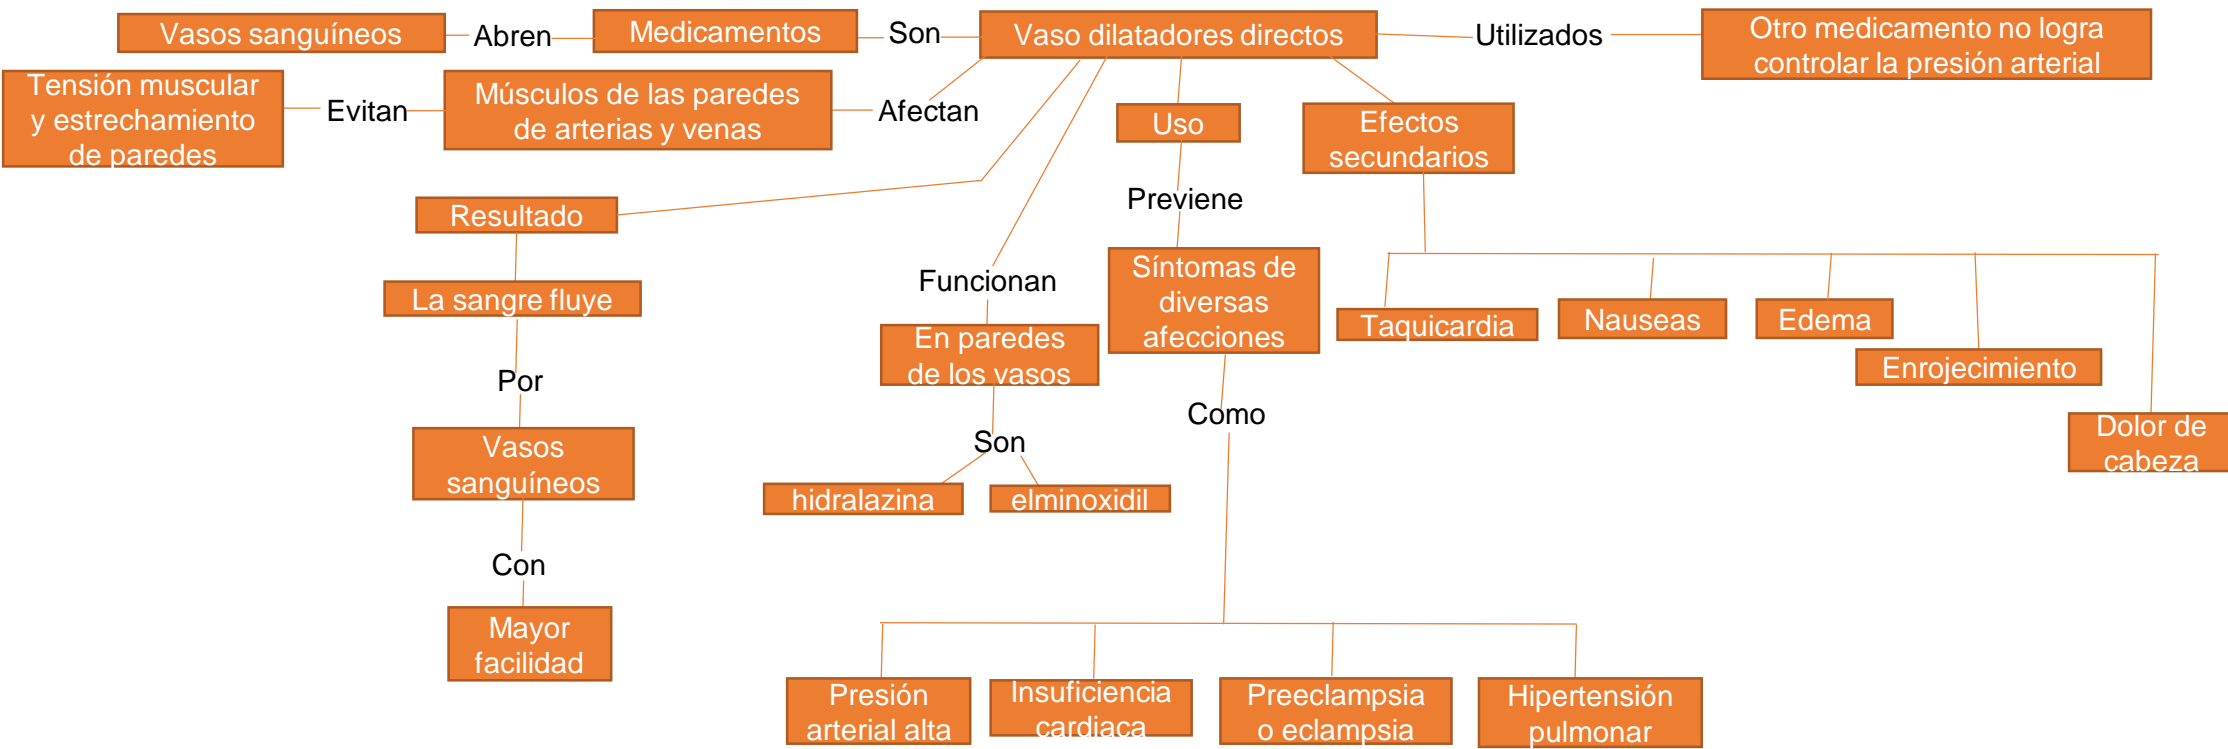 Vasos sanguíneos
Abren
Medicamentos
Son
Vaso dilatadores directos
Utilizados
Otro medicamento no logra
controlar la presión arterial
Tensión muscular
y estrechamiento
de paredes
Evitan
Músculos de las paredes
de arterias y venas
Afectan
Uso
Efectos
secundarios
Previene
Resultado
Síntomas de
diversas
afecciones
Funcionan
La sangre fluye
En paredes
de los vasos
Taquicardia
Nauseas
Edema
Enrojecimiento
Dolor de
cabeza
Por
Como
Vasos
sanguíneos
Son
hidralazina
elminoxidil
Con
Mayor
facilidad
Presión
arterial alta
Insuficiencia
cardiaca
Preeclampsia
o eclampsia
Hipertensión
pulmonar